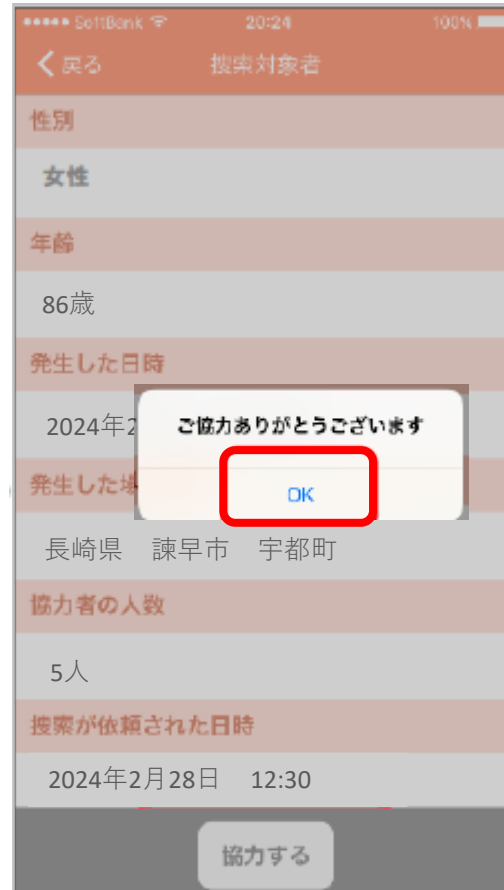 SoftBank 20:24 100%
戻る 捜索対象者
性別
女性
年齢
86歳
発生した日時
2024年2
ご協力ありがとうございます
発生した場
OK
長崎県 諫早市 宇都町
協力者の人数
5人
捜索が依頼された日時
2024年2月28日 12:30
協力する